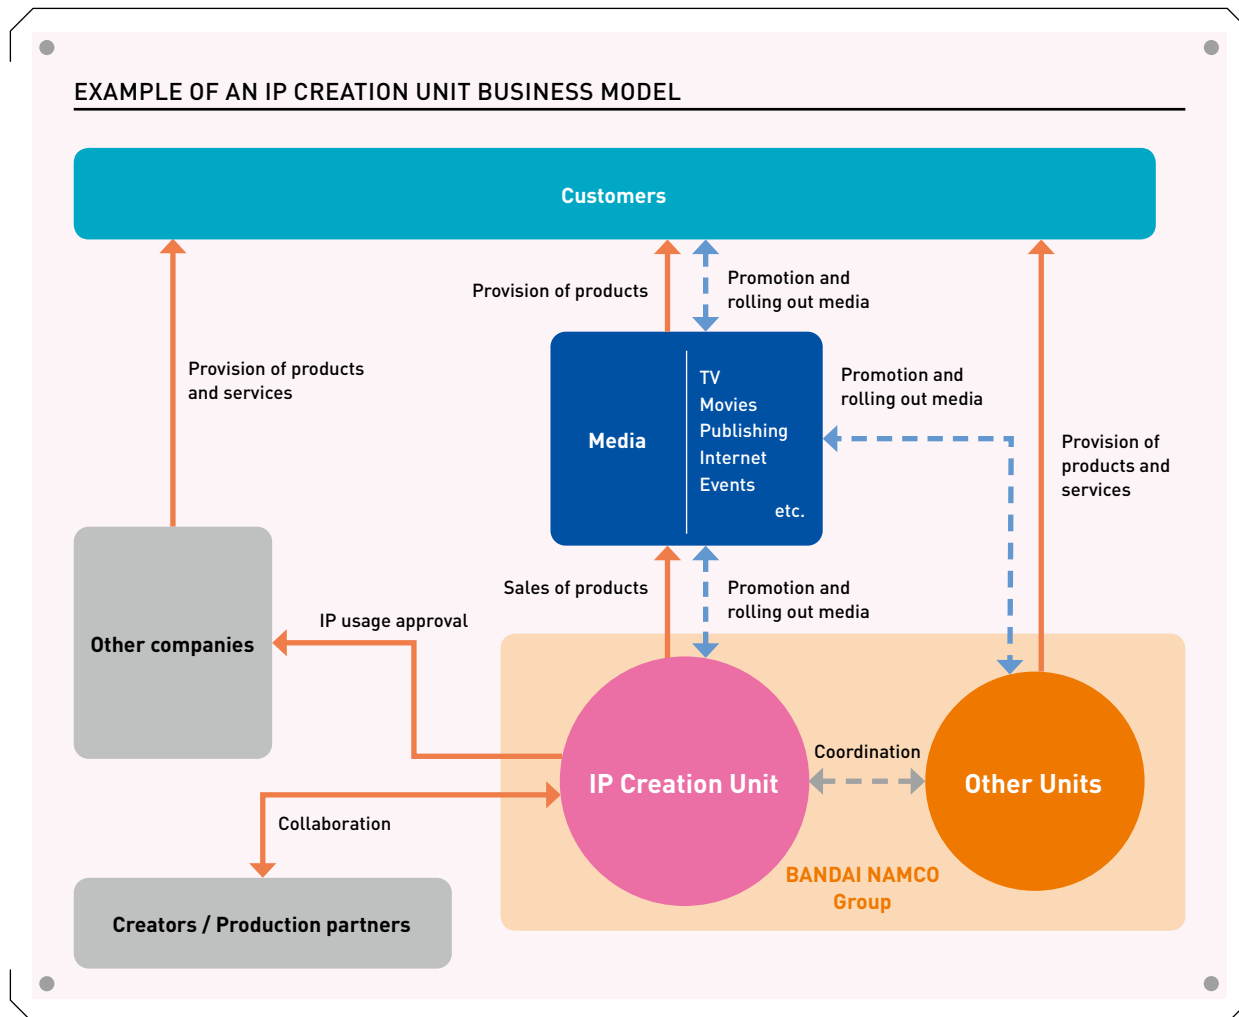 EXAMPLE OF AN IP CREATION UNIT BUSINESS MODEL
Customers
Provision of products
Promotion and
rolling out media
Provision of products
and services
Media
TV
Movies
Publishing
Internet
Events
etc.
Promotion and
rolling out media
Provision of
products and
services
Sales of products
Promotion and
rolling out media
IP usage approval
Other companies
Coordination
IP Creation Unit
Other Units
Collaboration
BANDAI NAMCO
Group
Creators / Production partners